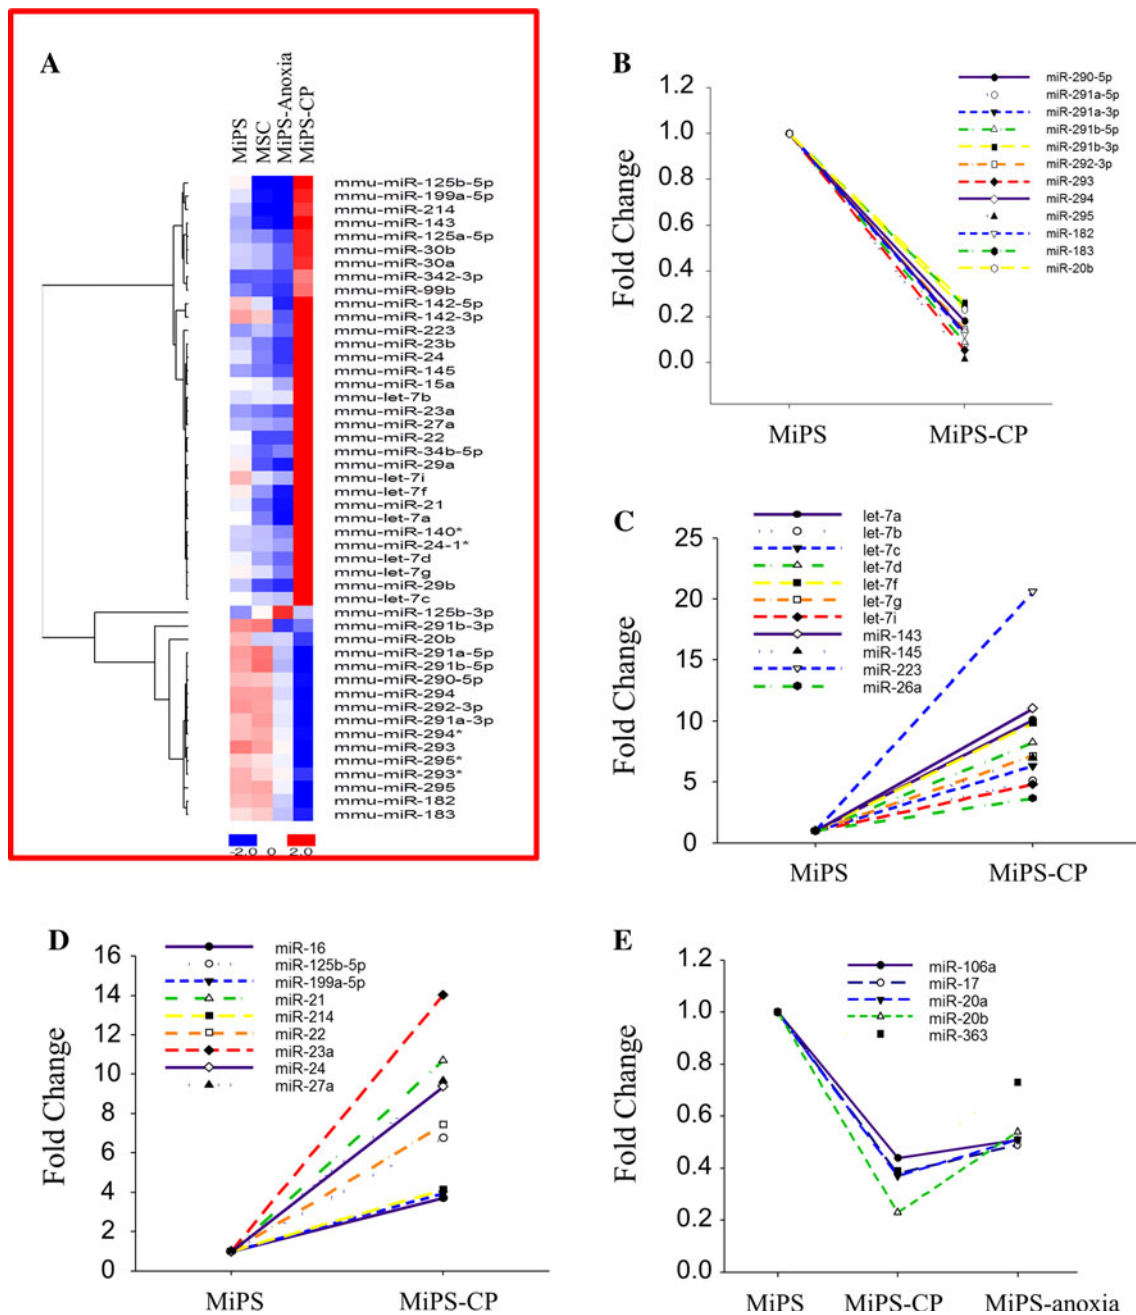 A
MiPS
MSC
MiPS-Anoxia
MiPS-CP
mmu-miR-125b-5p
mmu-miR-199a-5p
mmu-miR-214
mmu-miR-143
mmu-miR-125a-5p
mmu-miR-30b
mmu-miR-30a
mmu-miR-342-3p
mmu-miR-99b
mmu-miR-142-5p
mmu-miR-142-3p
mmu-miR-223
mmu-miR-23b
mmu-miR-24
mmu-miR-145
mmu-miR-15a
mmu-let-7b
mmu-miR-23a
mmu-miR-27a
mmu-miR-22
mmu-miR-34b-5p
mmu-miR-29a
mmu-let-7i
mmu-let-7f
mmu-miR-21
mmu-let-7a
mmu-miR-140*
mmu-miR-24-1*
mmu-let-7d
mmu-let-7g
mmu-miR-29b
mmu-let-7c
mmu-miR-125b-3p
mmu-miR-291b-3p
mmu-miR-20b
mmu-miR-291a-5p
mmu-miR-291b-5p
mmu-miR-290-5p
mmu-miR-294
mmu-miR-292-3p
mmu-miR-291a-3p
mmu-miR-294*
mmu-miR-293
mmu-miR-295*
mmu-miR-293*
mmu-miR-295
mmu-miR-182
mmu-miR-183
-2.0 0 2.0
B
Fold Change
1.2
1.0
0.8
0.6
0.4
0.2
0.0
miR-290-5p
miR-291a-5p
miR-291a-3p
miR-291b-5p
miR-291b-3p
miR-292-3p
miR-293
miR-294
miR-295
miR-182
miR-183
miR-20b
MiPS MiPS-CP
C
Fold Change
25
20
15
10
5
0
let-7a
let-7b
let-7c
let-7d
let-7f
let-7g
let-7i
miR-143
miR-145
miR-223
miR-26a
MiPS MiPS-CP
D
Fold Change
16
14
12
10
8
6
4
2
0
miR-16
miR-125b-5p
miR-199a-5p
miR-21
miR-214
miR-22
miR-23a
miR-24
miR-27a
MiPS MiPS-CP
E
Fold Change
1.2
1.0
0.8
0.6
0.4
0.2
0.0
miR-106a
miR-17
miR-20a
miR-20b
miR-363
MiPS MiPS-CP MiPS-anoxia